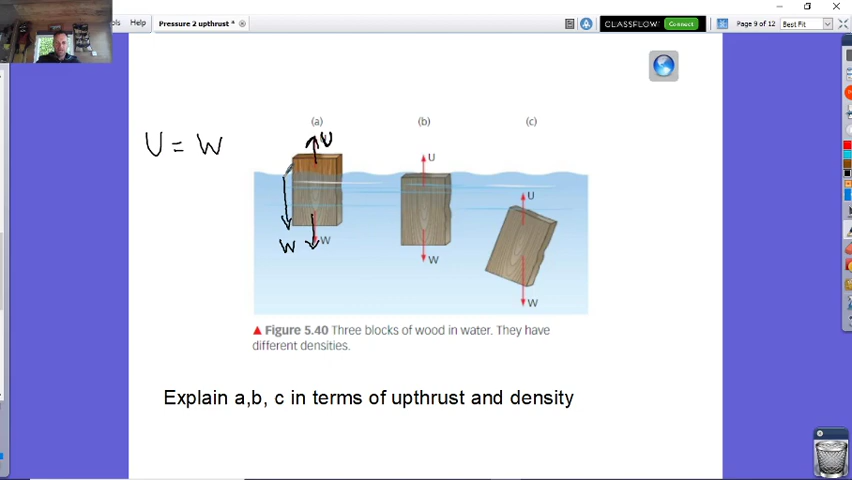 Pressure 2 upthrust *
ols Help
CLASSFLOW Connect
Page 9 of 12
Best Fit
(a) (b) (c)
U = W
U
U
U
W
W
W
W
▲ Figure 5.40 Three blocks of wood in water. They have
different densities.
Explain a,b, c in terms of upthrust and density